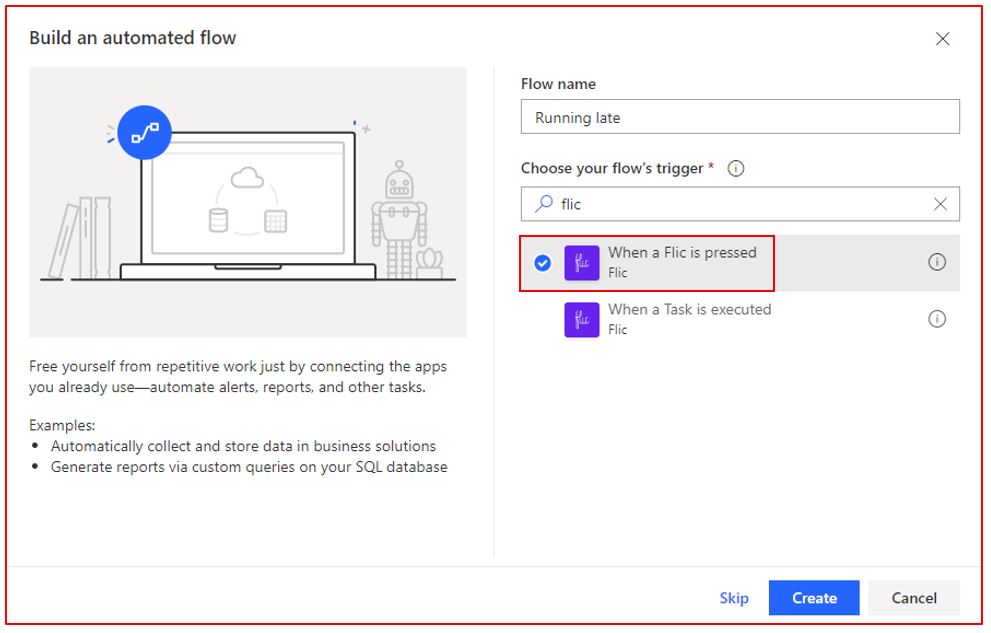 Build an automated flow
Free yourself from repetitive work just by connecting the apps
you already use—automate alerts, reports, and other tasks.
Examples:
• Automatically collect and store data in business solutions
• Generate reports via custom queries on your SQL database
Flow name
Running late
Choose your flow's trigger *
flic
flic
When a Flic is pressed
Flic
flic
When a Task is executed
Flic
Skip
Create
Cancel